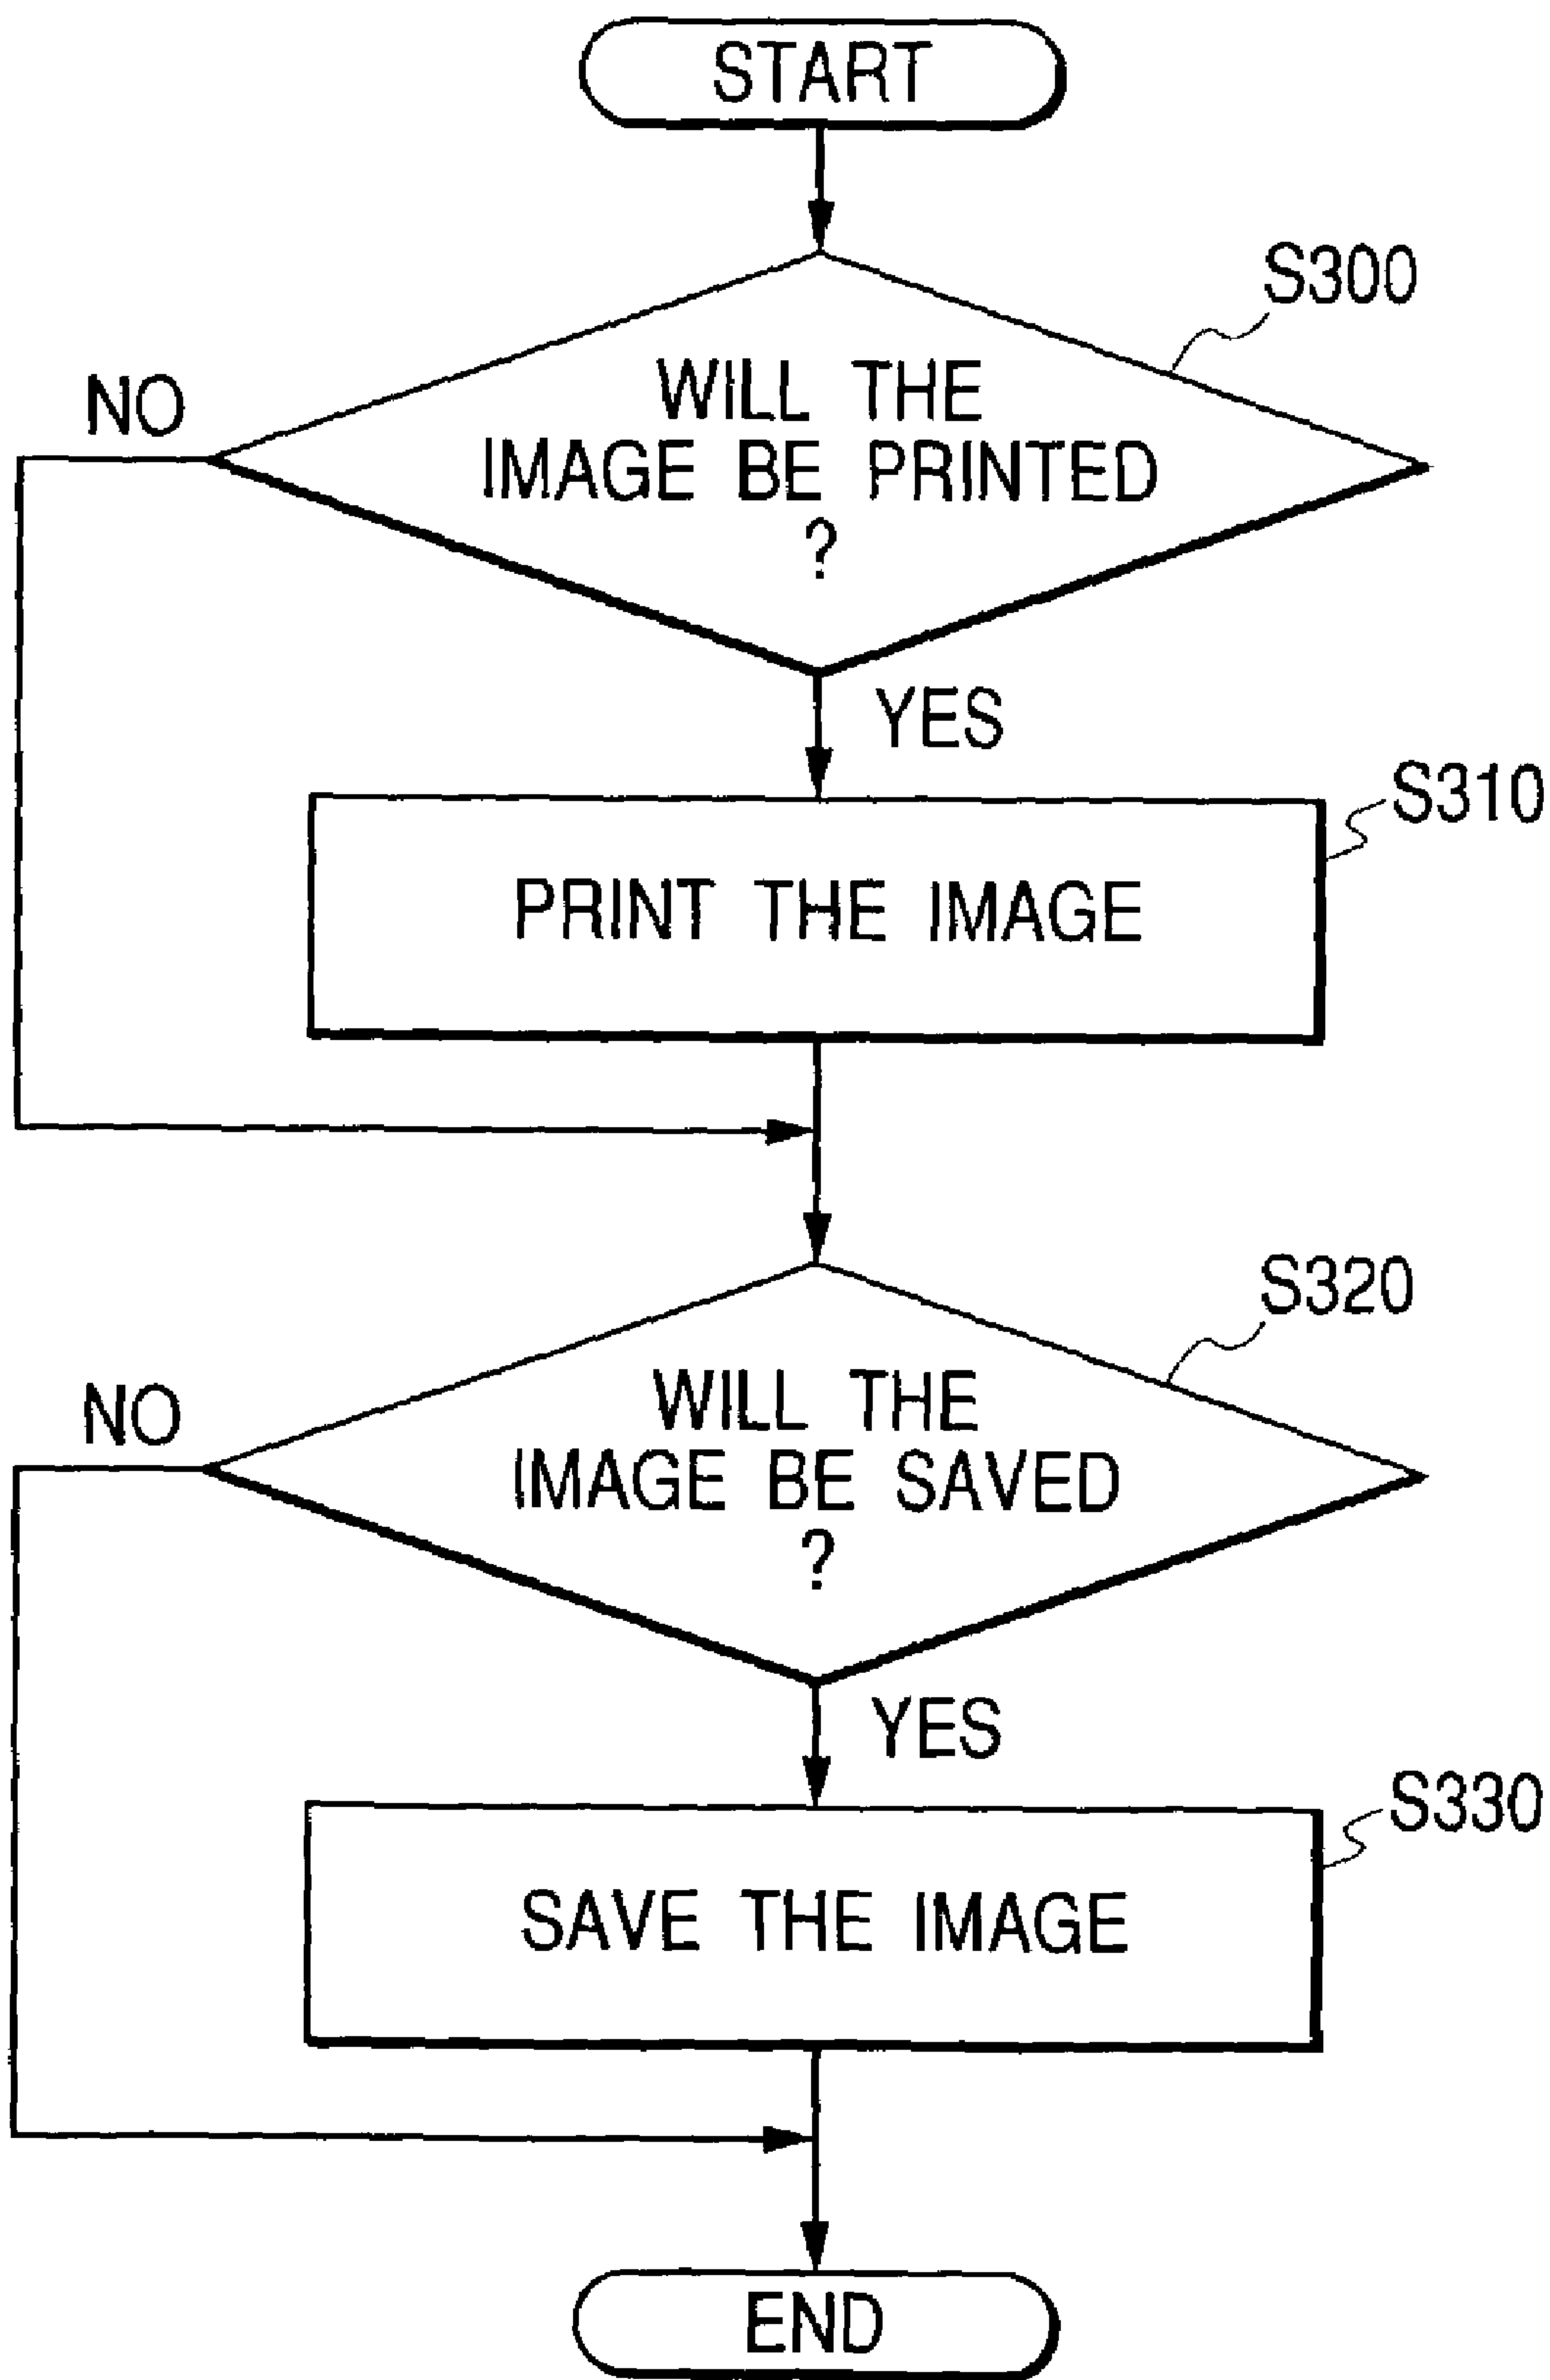 START
S300
NO
WILL THE
IMAGE BE PRINTED
?
YES
S310
PRINT THE IMAGE
S320
NO
WILL THE
IMAGE BE SAVED
?
YES
S330
SAVE THE IMAGE
END